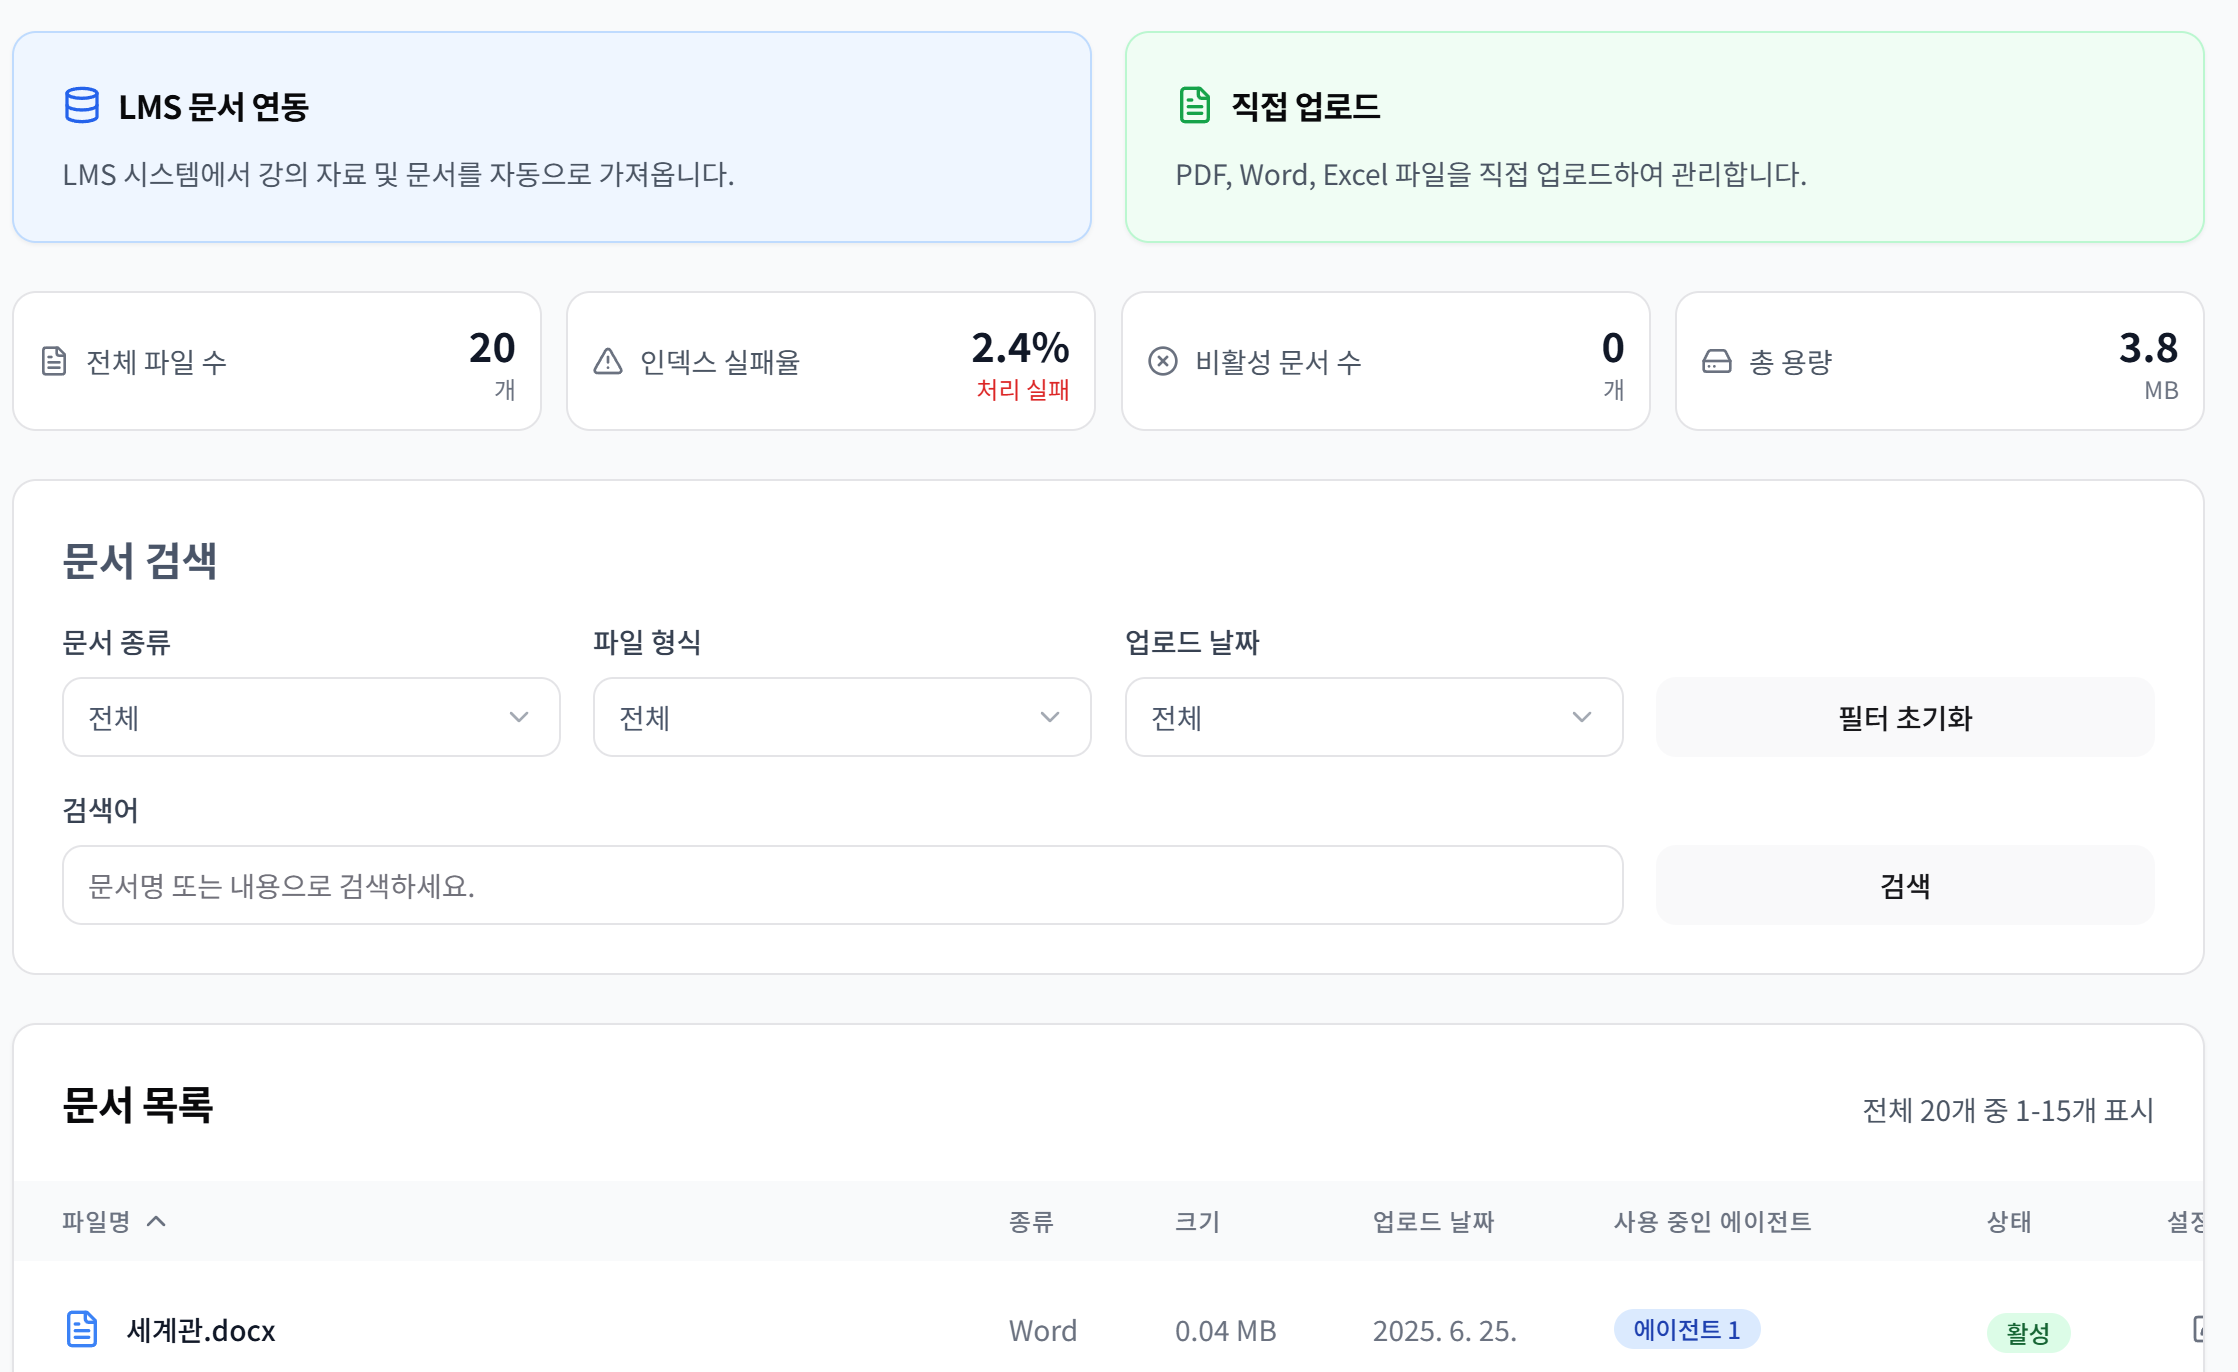 LMS 문서 연동
LMS 시스템에서 강의 자료 및 문서를 자동으로 가져옵니다.
직접 업로드
PDF, Word, Excel 파일을 직접 업로드하여 관리합니다.
전체 파일 수
20
개
인덱스 실패율
2.4%
처리 실패
비활성 문서 수
0
개
총 용량
3.8
MB
문서 검색
문서 종류
전체
파일 형식
전체
업로드 날짜
전체
필터 초기화
검색어
문서명 또는 내용으로 검색하세요.
검색
문서 목록
전체 20개 중 1-15개 표시
파일명 종류 크기 업로드 날짜 사용 중인 에이전트 상태 설정
세계관.docx Word 0.04 MB 2025. 6. 25. 에이전트 1 활성